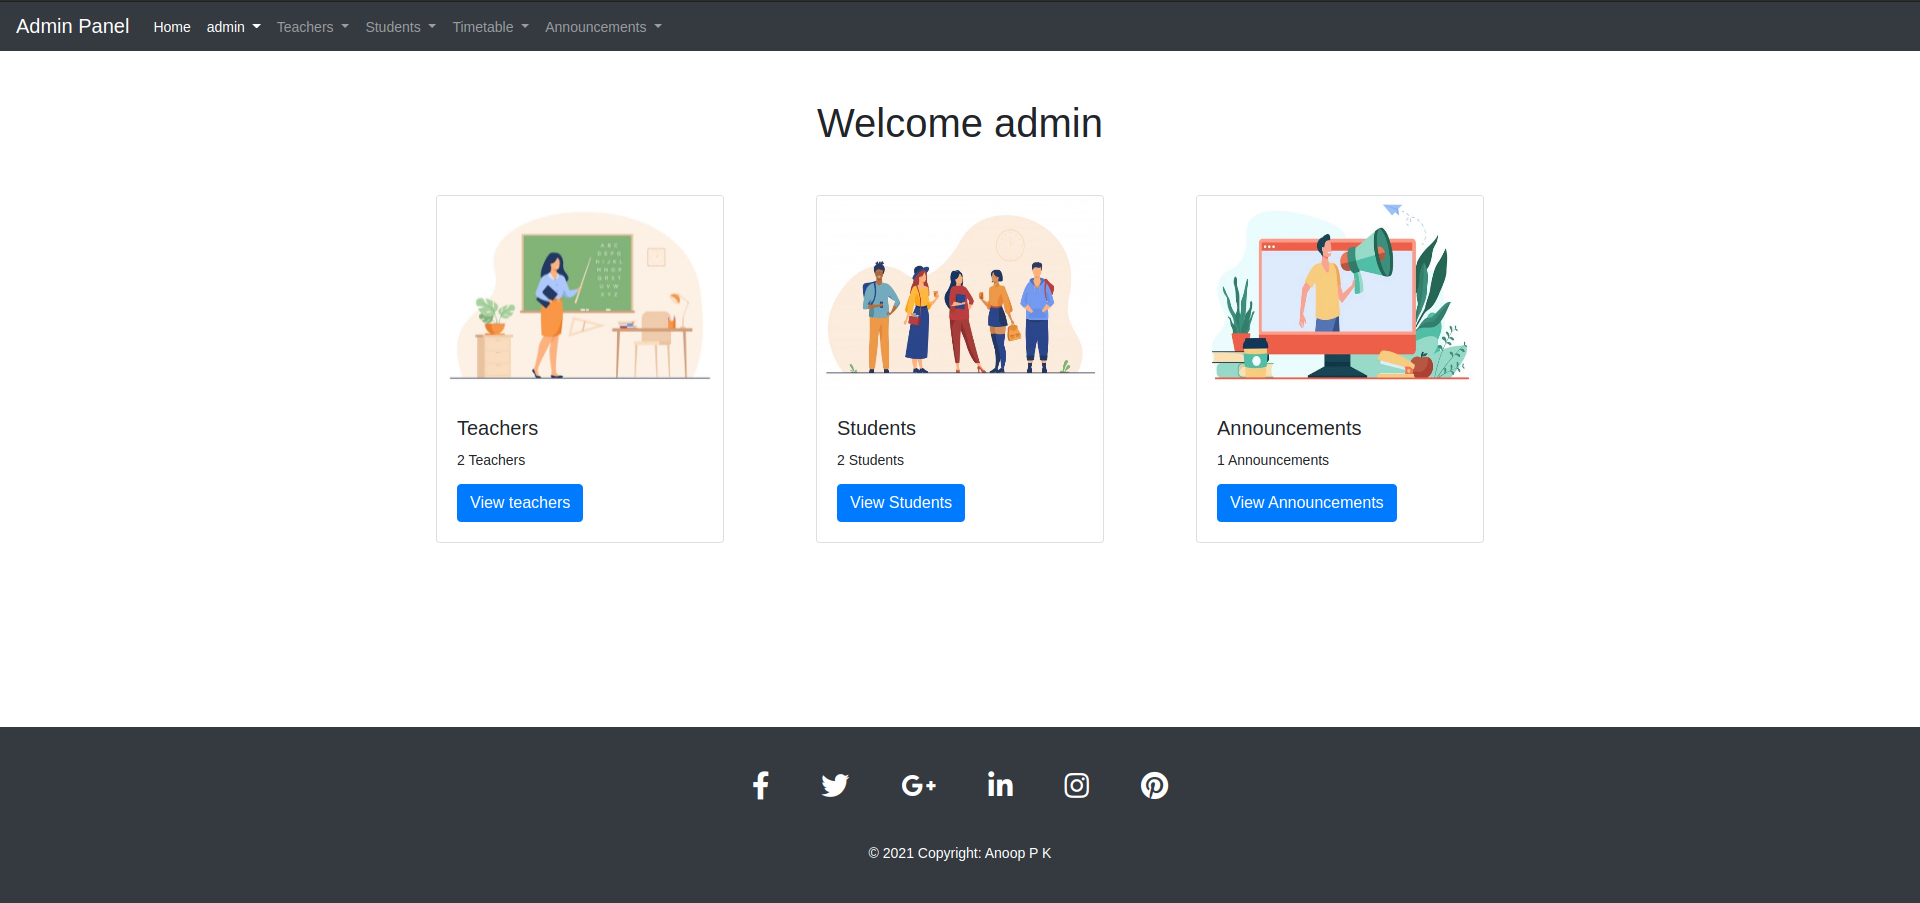 Admin Panel Home admin Teachers Students Timetable Announcements
Welcome admin
Teachers
2 Teachers
View teachers
Students
2 Students
View Students
Announcements
1 Announcements
View Announcements
© 2021 Copyright: Anoop P K